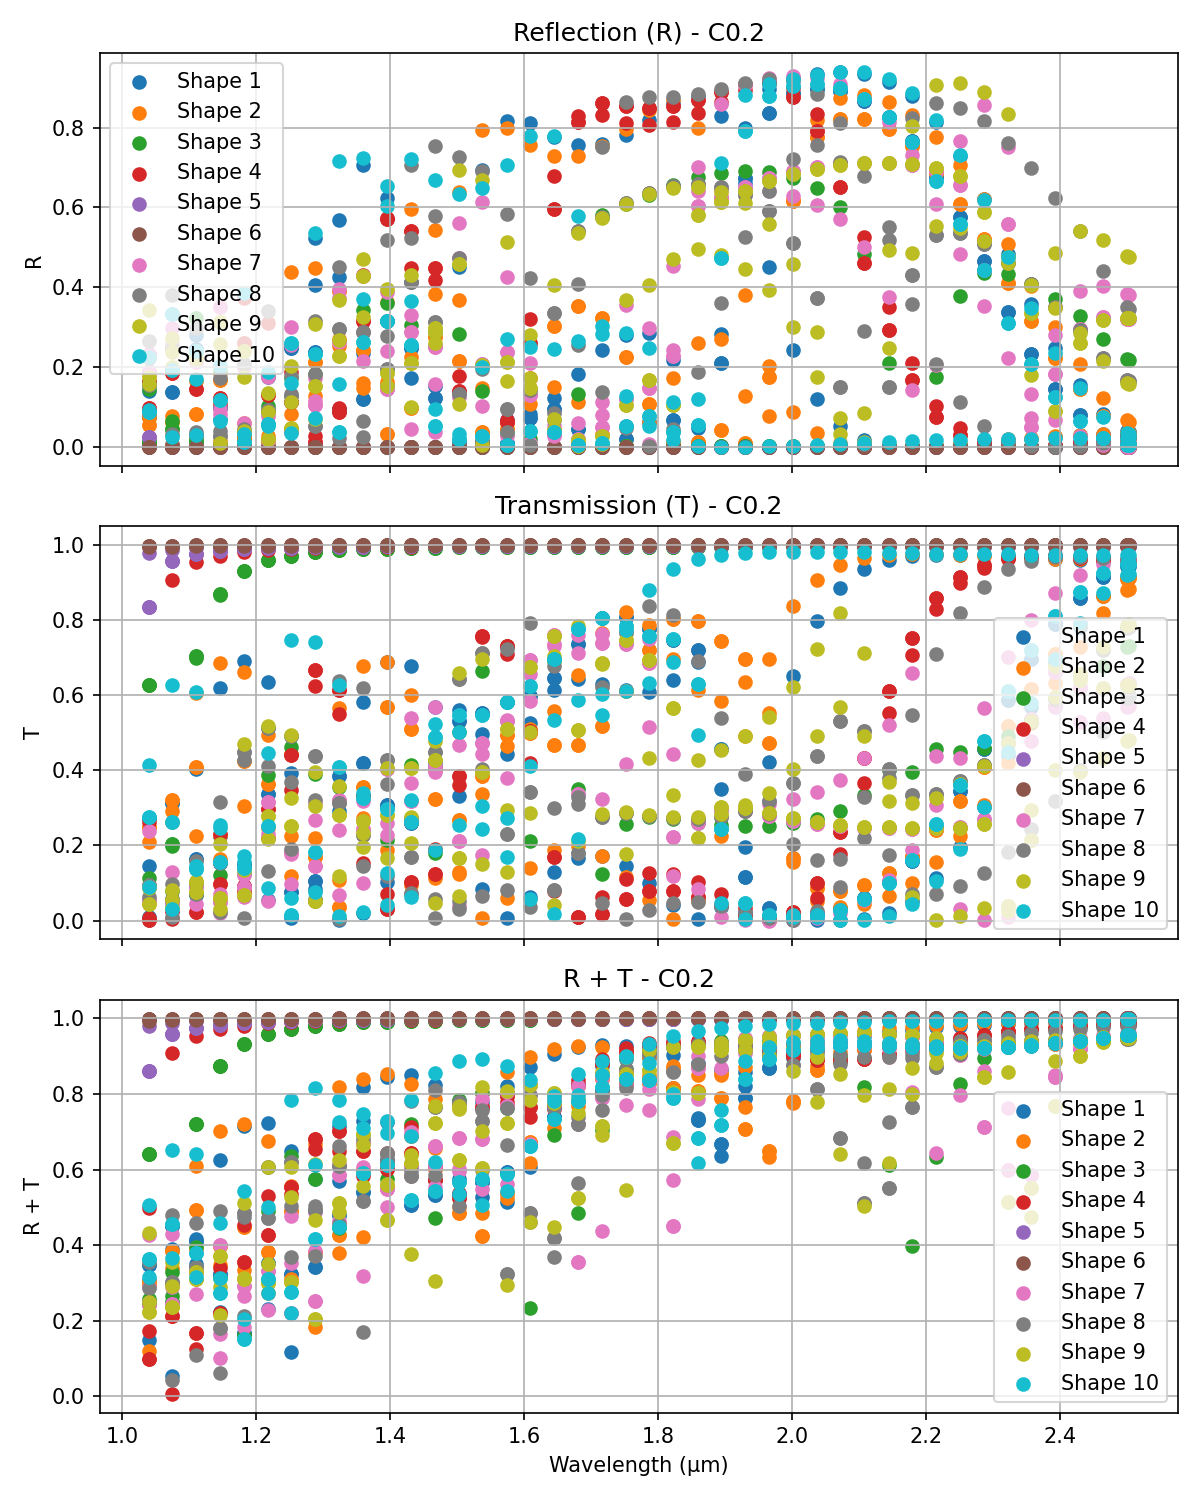 Reflection (R) - C0.2
R
0.8
0.6
0.4
0.2
0.0
Shape 1
Shape 2
Shape 3
Shape 4
Shape 5
Shape 6
Shape 7
Shape 8
Shape 9
Shape 10
Transmission (T) - C0.2
T
1.0
0.8
0.6
0.4
0.2
0.0
Shape 1
Shape 2
Shape 3
Shape 4
Shape 5
Shape 6
Shape 7
Shape 8
Shape 9
Shape 10
R + T - C0.2
R + T
1.0
0.8
0.6
0.4
0.2
0.0
Shape 1
Shape 2
Shape 3
Shape 4
Shape 5
Shape 6
Shape 7
Shape 8
Shape 9
Shape 10
1.0 1.2 1.4 1.6 1.8 2.0 2.2 2.4
Wavelength (μm)